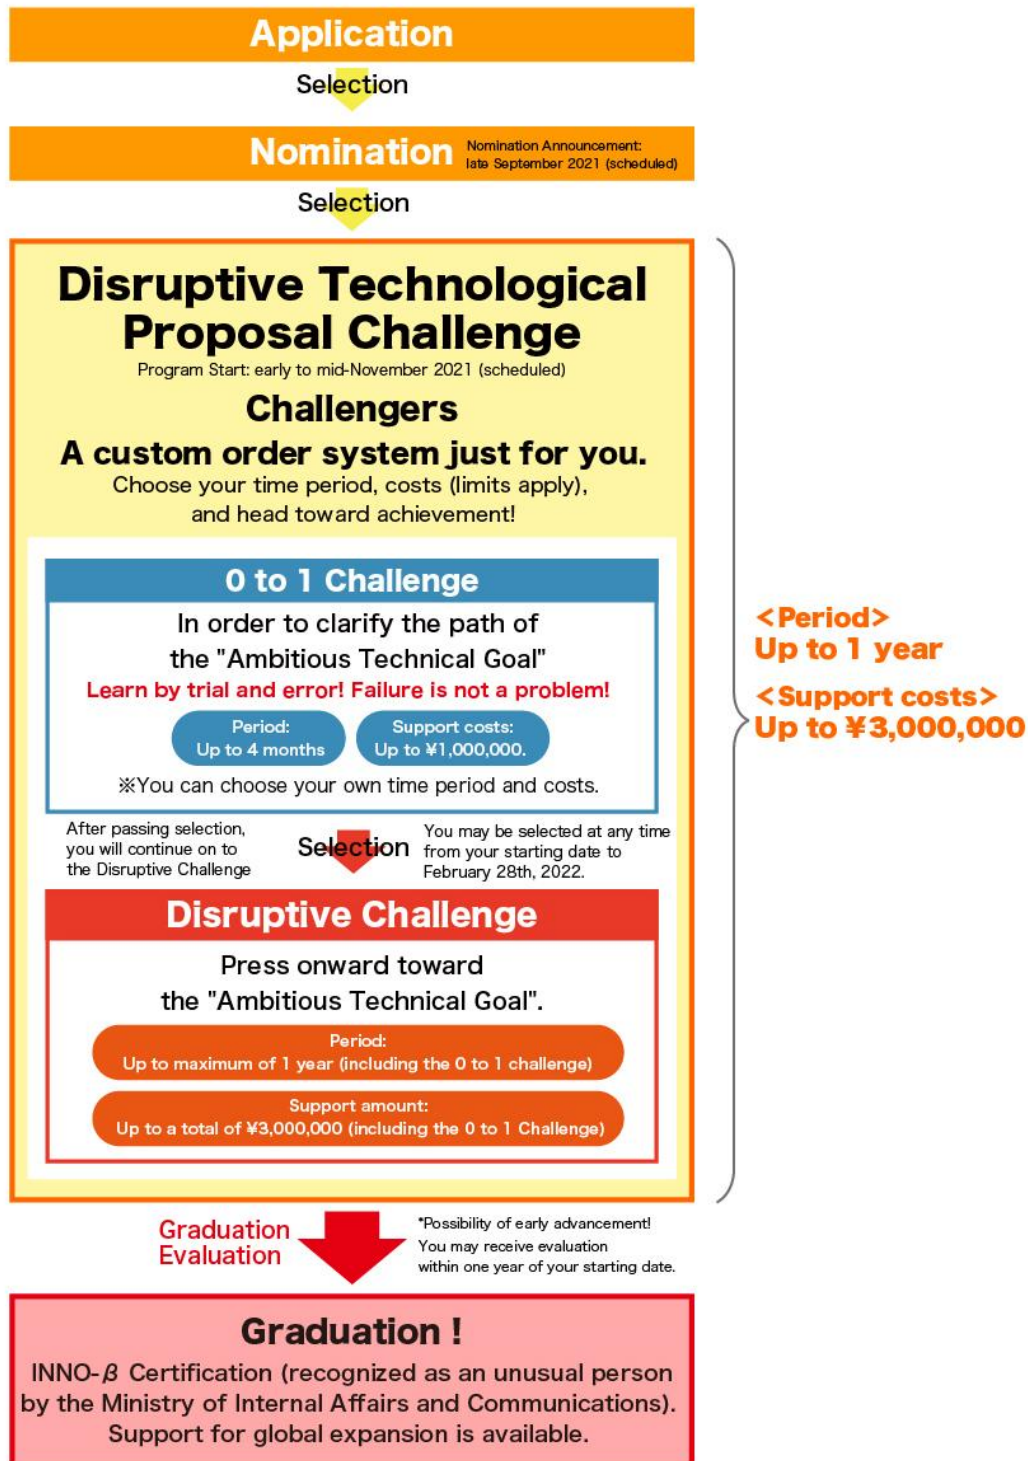 Application
Selection
Nomination
Nomination Announcement:
late September 2021 (scheduled)
Selection
Disruptive Technological
Proposal Challenge
Program Start: early to mid-November 2021 (scheduled)
Challengers
A custom order system just for you.
Choose your time period, costs (limits apply),
and head toward achievement!
0 to 1 Challenge
In order to clarify the path of
the "Ambitious Technical Goal"
Learn by trial and error! Failure is not a problem!
Period:
Up to 4 months
Support costs:
Up to ¥1,000,000.
※You can choose your own time period and costs.
After passing selection,
you will continue on to
the Disruptive Challenge
Selection
You may be selected at any time
from your starting date to
February 28th, 2022.
Disruptive Challenge
Press onward toward
the "Ambitious Technical Goal".
Period:
Up to maximum of 1 year (including the 0 to 1 challenge)
Support amount:
Up to a total of ¥3,000,000 (including the 0 to 1 Challenge)
<Period>
Up to 1 year
<Support costs>
Up to ¥3,000,000
Graduation
Evaluation
*Possibility of early advancement!
You may receive evaluation
within one year of your starting date.
Graduation !
INNO-β Certification (recognized as an unusual person
by the Ministry of Internal Affairs and Communications).
Support for global expansion is available.